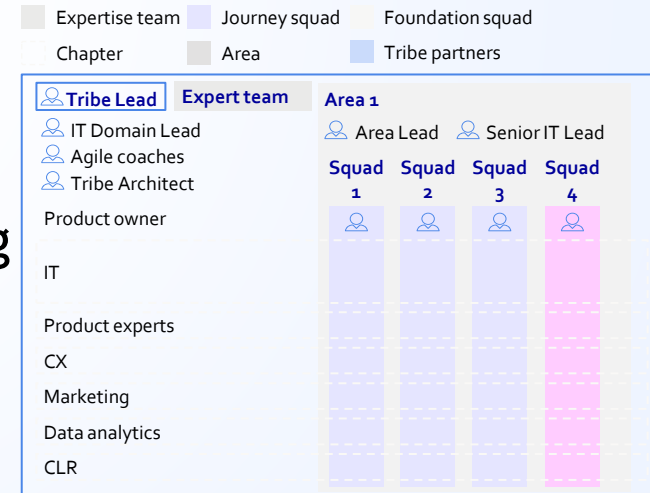 Expertise team Journey squad Foundation squad
Chapter Area Tribe partners
Tribe Lead Expert team Area 1
IT Domain Lead Area Lead Senior IT Lead
Agile coaches
Tribe Architect
Squad 1 Squad 2 Squad 3 Squad 4
Product owner
g
IT
Product experts
CX
Marketing
Data analytics
CLR